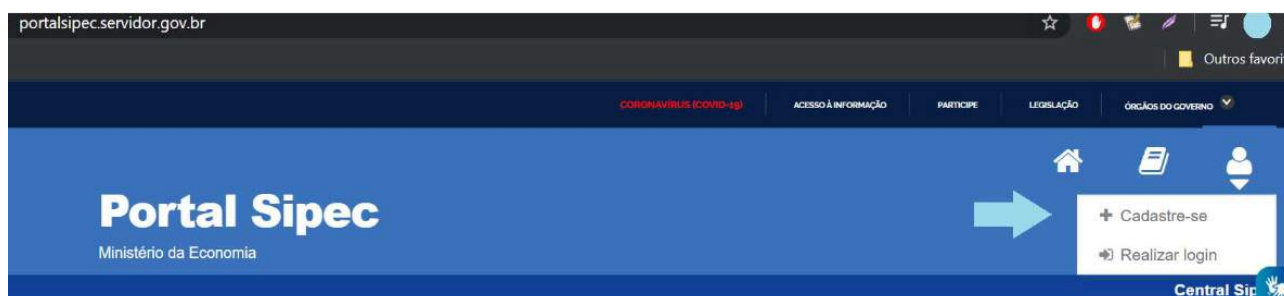 portalsipec.servidor.gov.br
Outros favori
CORONAVÍRUS (COVID-19) ACESSO À INFORMAÇÃO PARTICIPE LEGISLAÇÃO ÓRGÃOS DO GOVERNO
Portal Sipec
Ministério da Economia
Cadastre-se
Realizar login
Central Sip